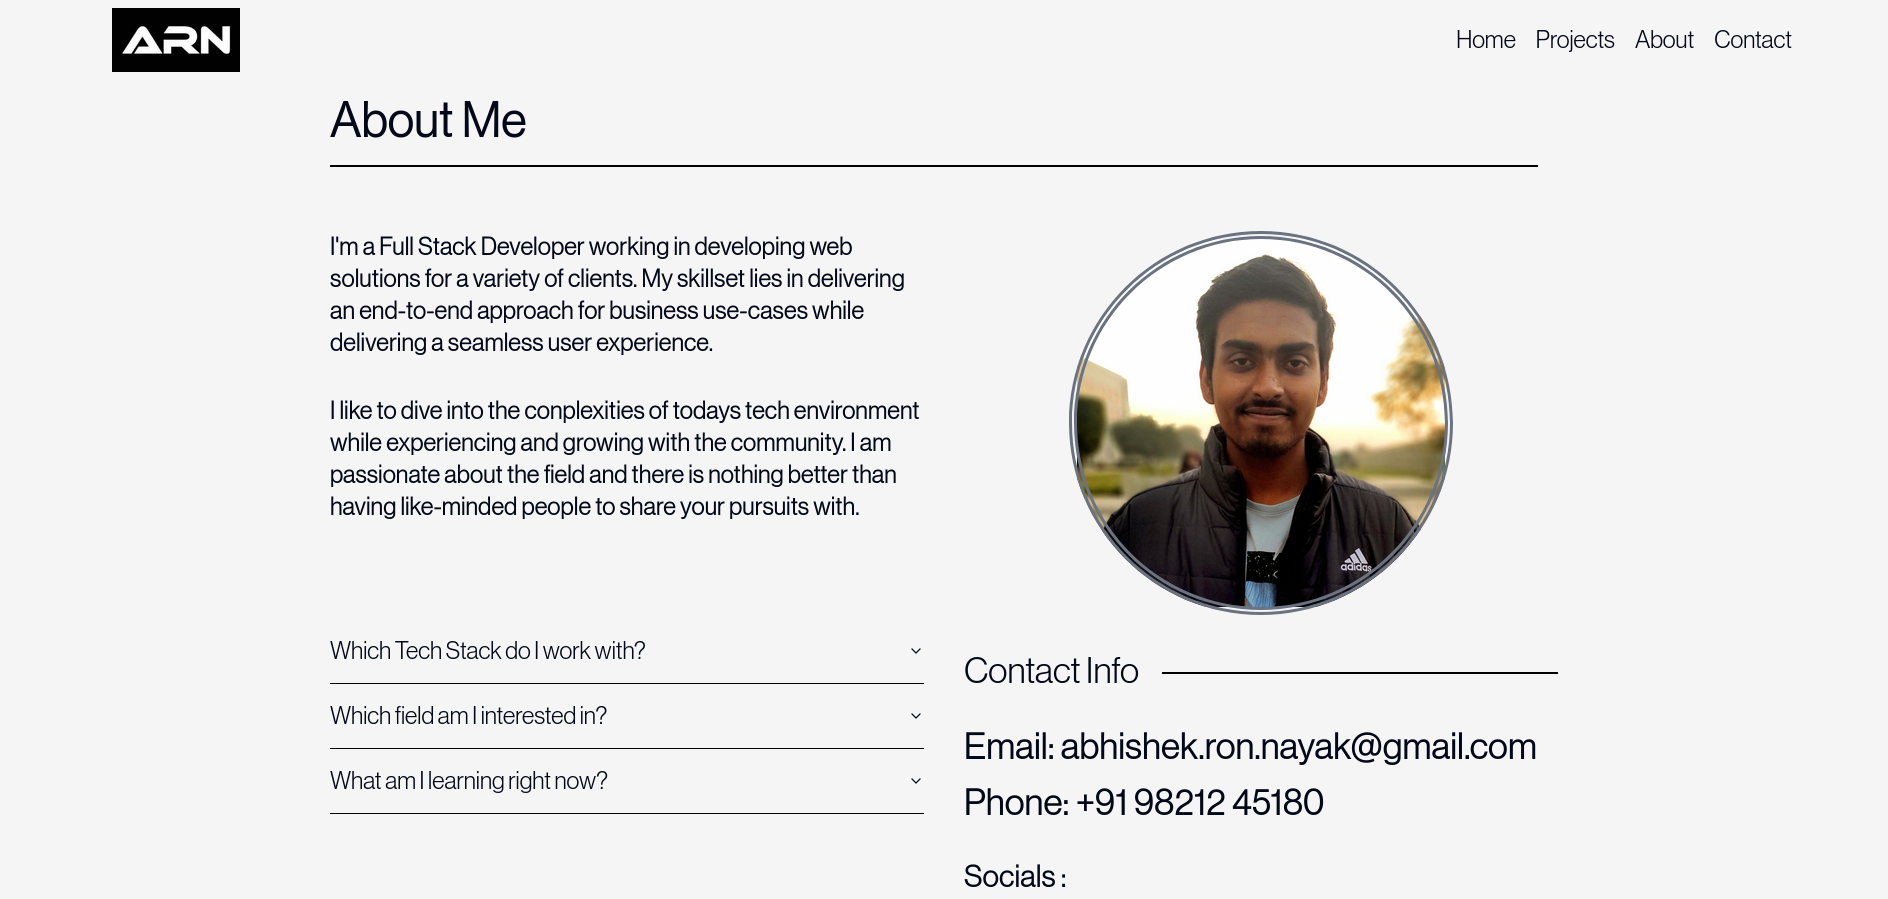 ARN
Home Projects About Contact
About Me
I'm a Full Stack Developer working in developing web
solutions for a variety of clients. My skillset lies in delivering
an end-to-end approach for business use-cases while
delivering a seamless user experience.
I like to dive into the conplexities of todays tech environment
while experiencing and growing with the community. I am
passionate about the field and there is nothing better than
having like-minded people to share your pursuits with.
adidas
Which Tech Stack do I work with?
Which field am I interested in?
What am I learning right now?
Contact Info
Email: abhishek.ron.nayak@gmail.com
Phone: +91 98212 45180
Socials :